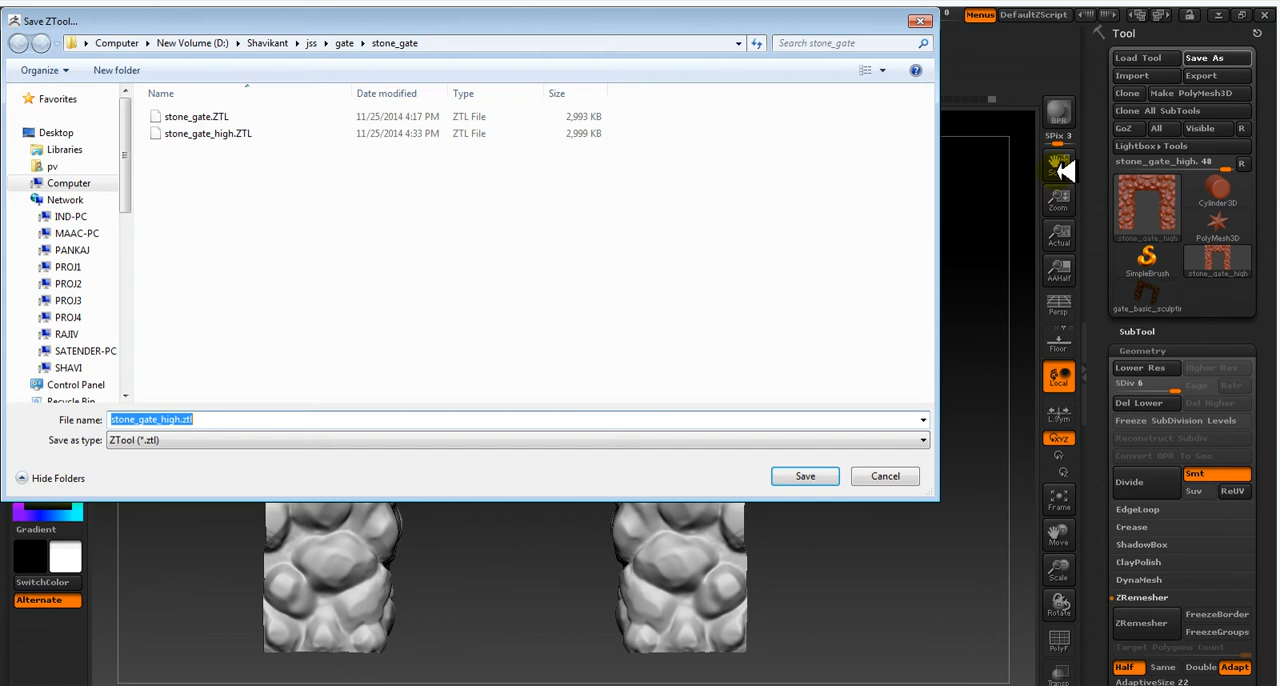 Save ZTool...
0 Menus DefaultZScript
Computer New Volume (D:) Shavikant jss gate stone_gate
Search stone_gate
Organize
New folder
Name Date modified Type Size
stone_gate.ZTL 11/25/2014 4:17 PM ZTL File 2,993 KB
stone_gate_high.ZTL 11/25/2014 4:33 PM ZTL File 2,999 KB
Favorites
Desktop
Libraries
pv
Computer
Network
IND-PC
MAAC-PC
PANKAJ
PROJ1
PROJ2
PROJ3
PROJ4
RAJIV
SATENDER-PC
SHAVI
Control Panel
Recycle Bin
File name: stone_gate_high.ztl
Save as type: ZTool (*.ztl)
Hide Folders
Save
Cancel
Gradient
SwitchColor
Alternate
BPR
SPix 3
Zoom
Actual
AAHalf
Persp
Floor
Local
L.Sym
XYZ
Y
Z
Frame
Move
Scale
Rotate
PolyF
Transp
Tool
Load Tool Save As
Import Export
Clone Make PolyMesh3D
Clone All SubTools
GoZ All Visible R
Lightbox Tools
stone_gate_high. 48 R
stone_gate_high
Cylinder3D
PolyMesh3D
SimpleBrush
stone_gate_high
gate_basic_sculptir
SubTool
Geometry
Lower Res Higher Res
SDiv 6 Cage Rstr
Del Lower Del Higher
Freeze SubDivision Levels
Reconstruct Subdiv
Convert BPR To Geo
Divide Smt
Suv ReUV
EdgeLoop
Crease
ShadowBox
ClayPolish
DynaMesh
ZRemesher
ZRemesher FreezeBorder
FreezeGroups
Target Polygons Count
Half Same Double Adapt
AdaptiveSize 22